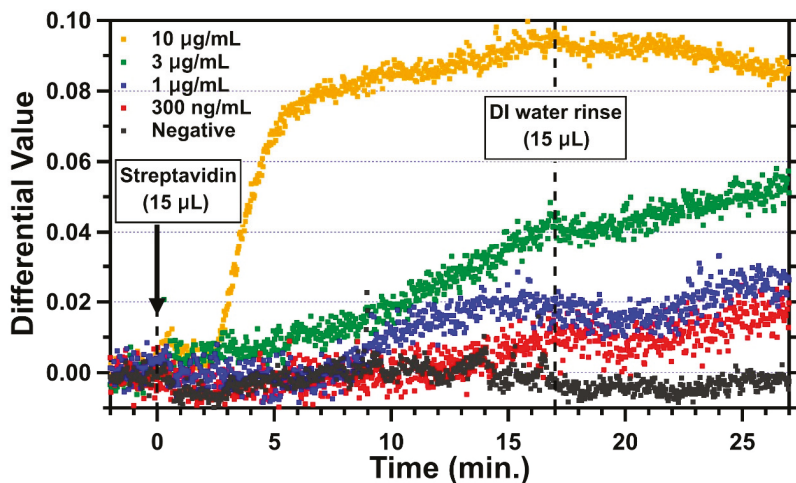 0.10
0.08
0.06
0.04
0.02
0.00
Differential Value
10 µg/mL
3 µg/mL
1 µg/mL
300 ng/mL
Negative
Streptavidin
(15 µL)
DI water rinse
(15 µL)
0 5 10 15 20 25
Time (min.)